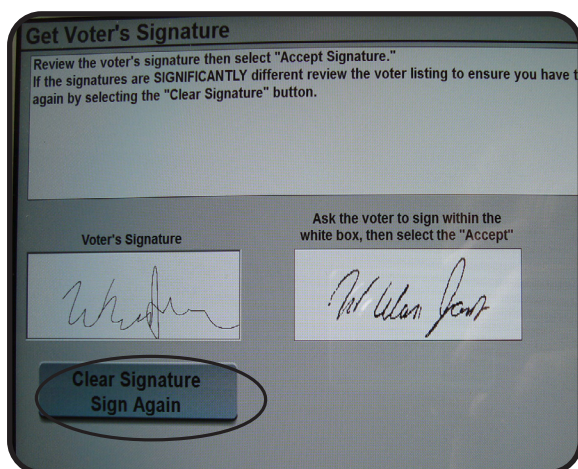 Get Voter's Signature
Review the voter's signature then select "Accept Signature."
If the signatures are SIGNIFICANTLY different review the voter listing to ensure you have t
again by selecting the "Clear Signature" button.
Ask the voter to sign within the
white box, then select the "Accept"
Voter's Signature
Clear Signature
Sign Again